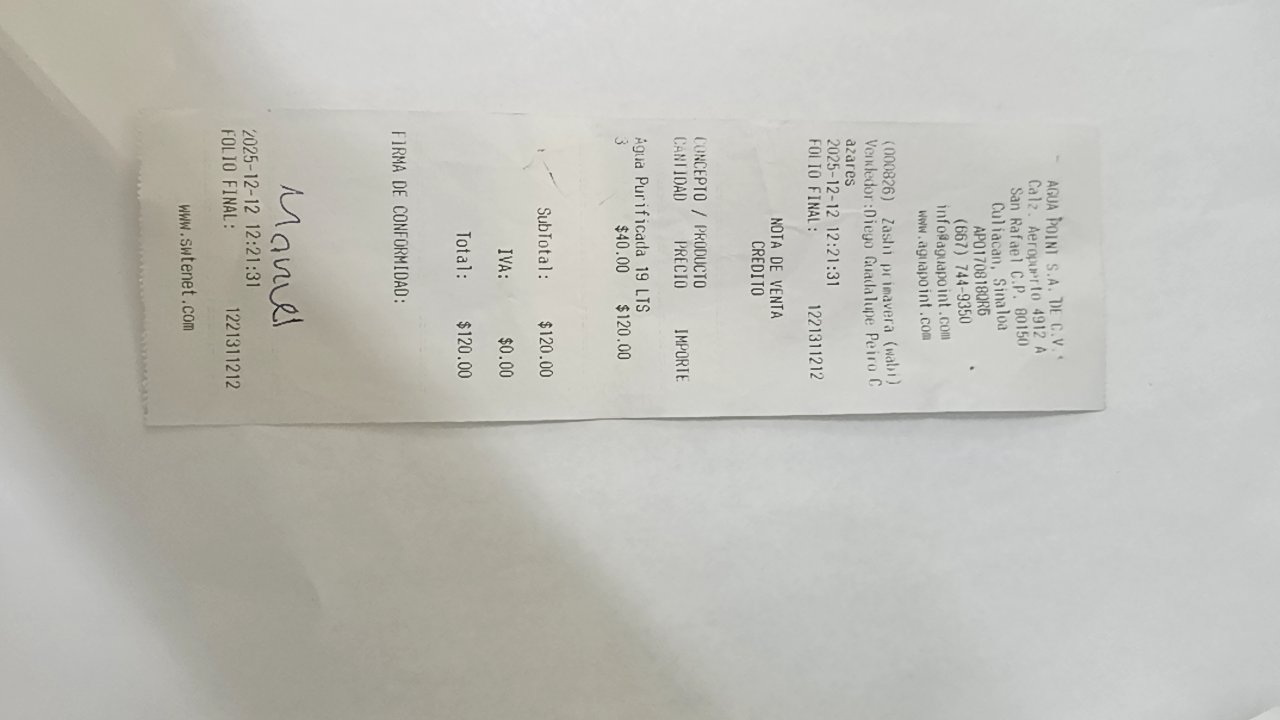 AGUA POINT S.A. DE C.V.
Calz. Aeropuerto 4912 A
San Rafael C.P. 80150
Culiacan, Sinaloa
APO170818QR6
(667) 744-9350
info@aguapoint.com
www.aguapoint.com
(000826) Zashi primavera (wabi)
Vendedor:Diego Guadalupe Peiro C
azares
2025-12-12 12:21:31
FOLIO FINAL: 1221311212
NOTA DE VENTA
CREDITO
CONCEPTO / PRODUCTO
CANTIDAD PRECIO IMPORTE
Agua Purificada 19 LTS
3 $40.00 $120.00
SubTotal: $120.00
IVA: $0.00
Total: $120.00
FIRMA DE CONFORMIDAD:
Manuel
2025-12-12 12:21:31
FOLIO FINAL: 1221311212
www.swtenet.com